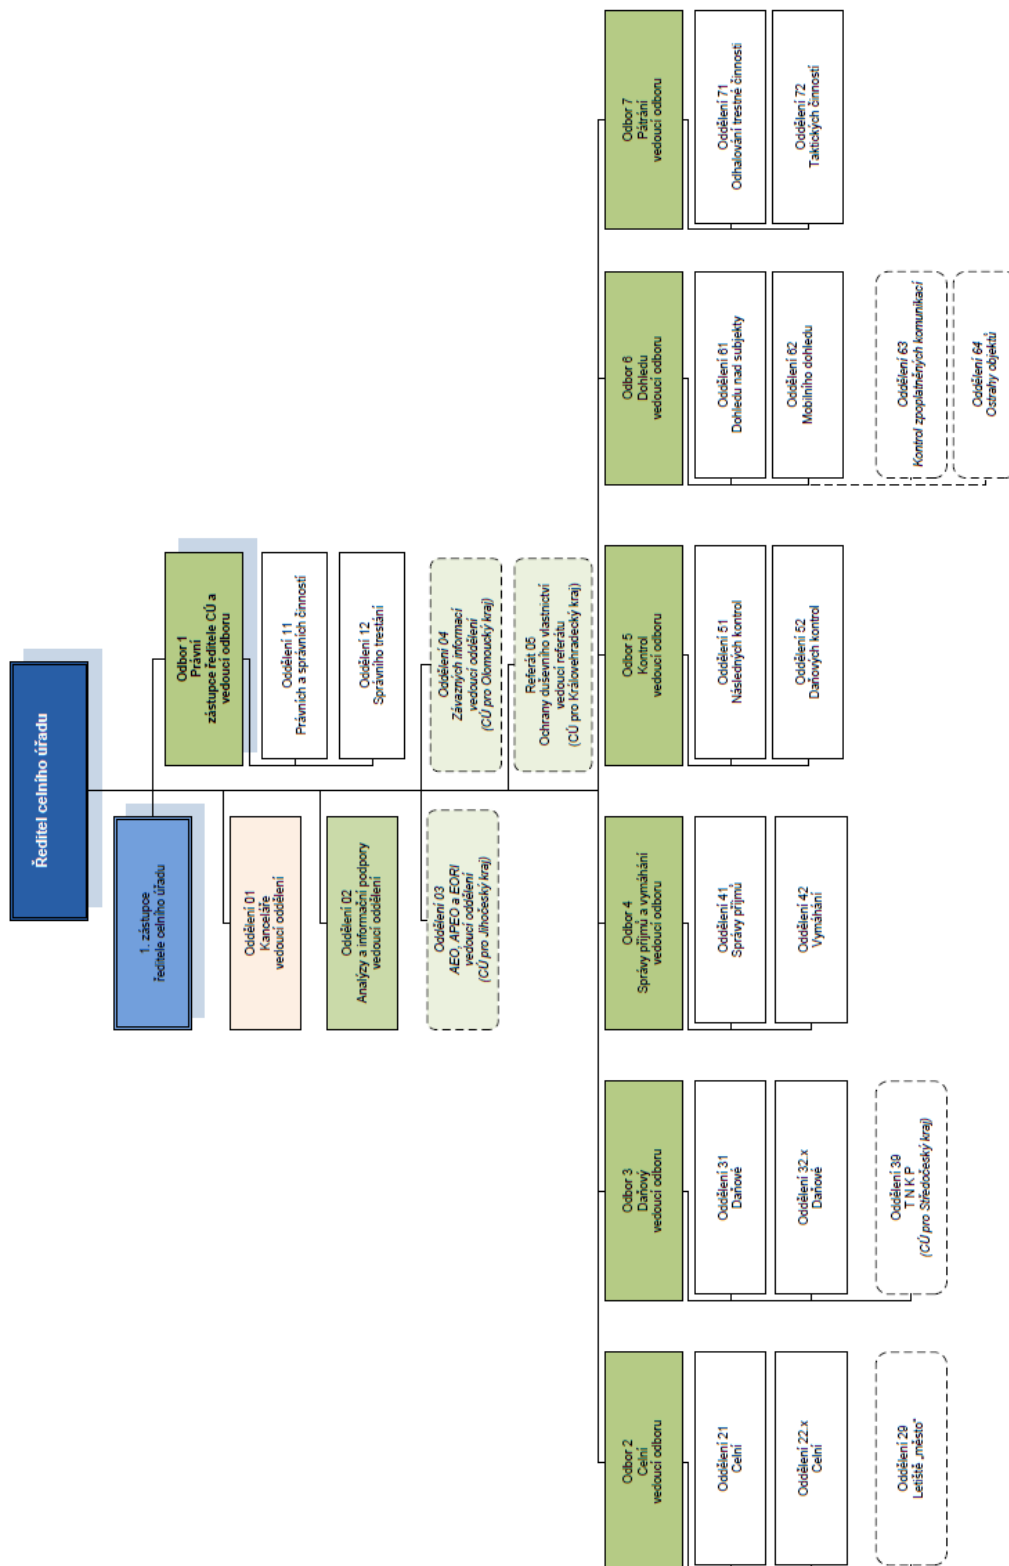 Ředitel celního úřadu
1. zástupce
ředitele celního úřadu
Odbor 1
Právní
zástupce ředitele CÚ a
vedoucí odboru
Oddělení 11
Právních a správních činností
Oddělení 12
Správního trestání
Oddělení 01
Kanceláře
vedoucí oddělení
Oddělení 02
Analýzy a informační podpory
vedoucí oddělení
Oddělení 03
AEO, APEO a EORI
vedoucí oddělení
(CÚ pro Jihočeský kraj)
Oddělení 04
Závazných informací
vedoucí oddělení
(CÚ pro Olomoucký kraj)
Referát 05
Ochrany duševního vlastnictví
vedoucí referátu
(CÚ pro Královehradecký kraj)
Odbor 2
Celní
vedoucí odboru
Oddělení 21
Celní
Oddělení 22.x
Celní
Oddělení 29
Letiště „město"
Odbor 3
Daňový
vedoucí odboru
Oddělení 31
Daňové
Oddělení 32.x
Daňové
Oddělení 39
T N K P
(CÚ pro Středočeský kraj)
Odbor 4
Správy příjmů a vymáhání
vedoucí odboru
Oddělení 41
Správy příjmů
Oddělení 42
Vymáhání
Odbor 5
Kontrol
vedoucí odboru
Oddělení 51
Následných kontrol
Oddělení 52
Daňových kontrol
Odbor 6
Dohledu
vedoucí odboru
Oddělení 61
Dohledu nad subjekty
Oddělení 62
Mobilního dohledu
Oddělení 63
Kontrol zpoplatněných komunikací
Oddělení 64
Ostrahy objektů
Odbor 7
Pátrání
vedoucí odboru
Oddělení 71
Odhalování trestné činnosti
Oddělení 72
Taktických činností